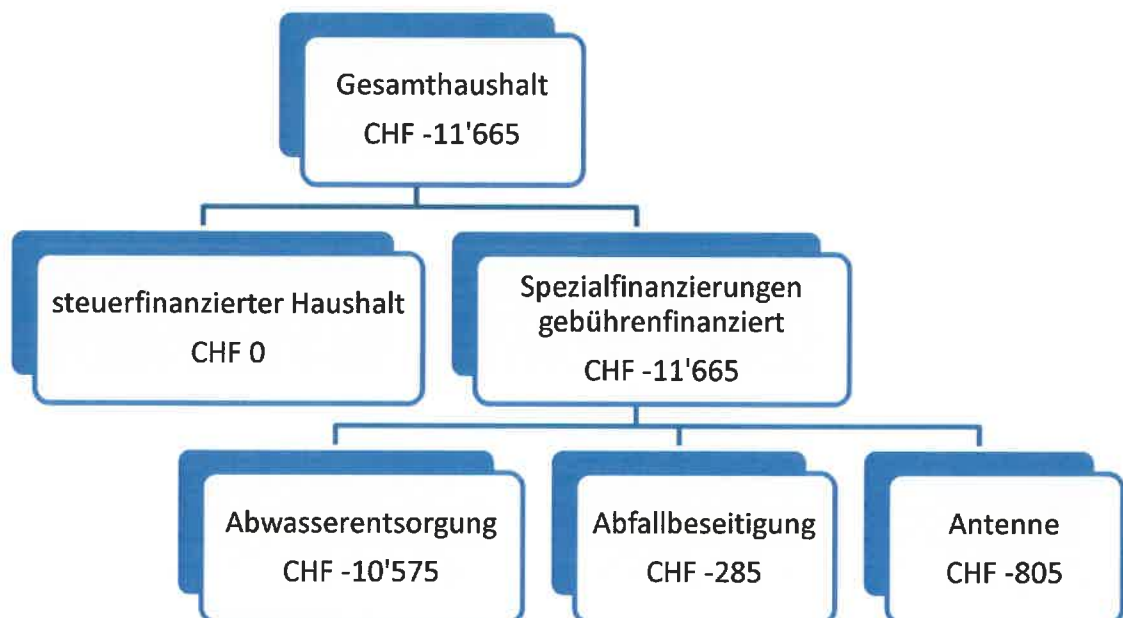 Gesamthaushalt
CHF -11'665
steuerfinanzierter Haushalt
CHF 0
Spezialfinanzierungen
gebührenfinanziert
CHF -11'665
Abwasserentsorgung
CHF -10'575
Abfallbeseitigung
CHF -285
Antenne
CHF -805